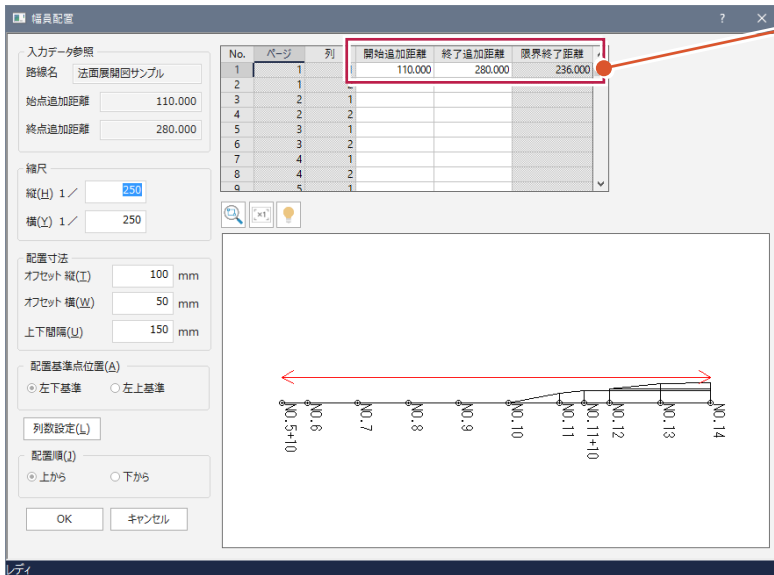 幅員配置
?
×
入力データ参照
路線名 法面展開図サンプル
始点追加距離 110.000
終点追加距離 280.000
縮尺
縦(H) 1／ 250
横(Y) 1／ 250
配置寸法
オフセット 縦(T) 100 mm
オフセット 横(W) 50 mm
上下間隔(U) 150 mm
配置基準点位置(A)
左下基準 左上基準
列数設定(L)
配置順(J)
上から 下から
OK キャンセル
No. ページ 列 開始追加距離 終了追加距離 限界終了距離
1 1 1 110.000 280.000 236.000
2 1 2
3 2 1
4 2 2
5 3 1
6 3 2
7 4 1
8 4 2
9 5 1
×1
NO.5+10
NO.6
NO.7
NO.8
NO.9
NO.10
NO.11
NO.11+10
NO.12
NO.13
NO.14
レディ